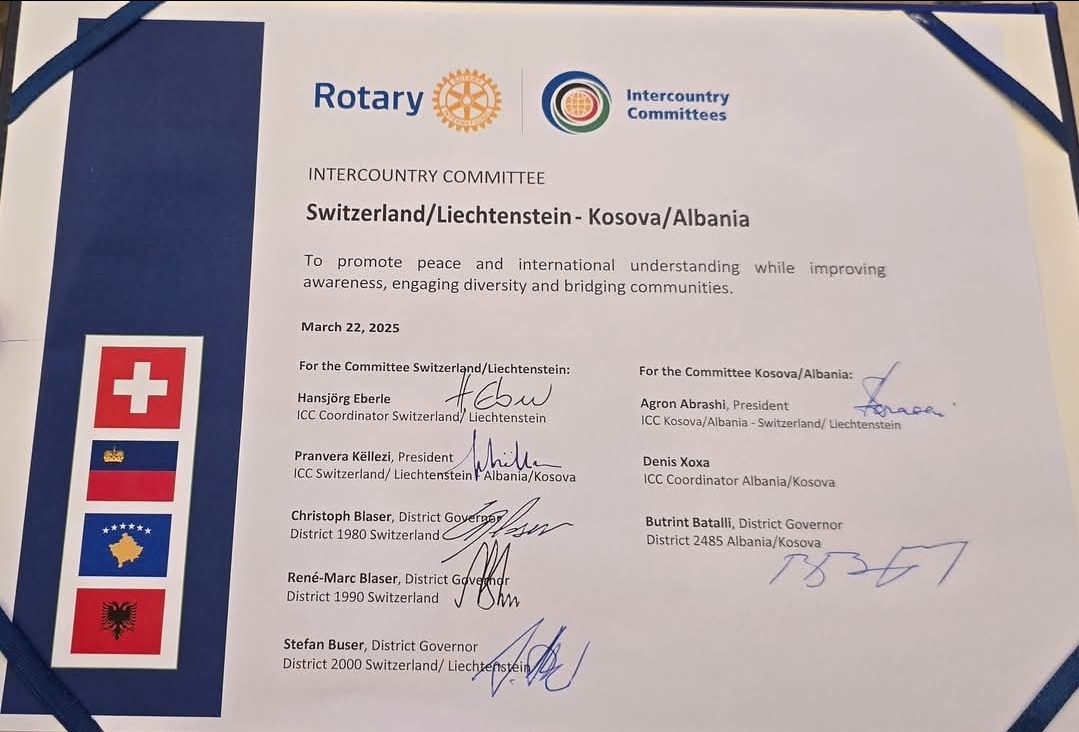 Rotary
Intercountry
Committees
INTERCOUNTRY COMMITTEE
Switzerland/Liechtenstein - Kosova/Albania
To promote peace and international understanding while improving
awareness, engaging diversity and bridging communities.
March 22, 2025
For the Committee Switzerland/Liechtenstein:
Hansjörg Eberle
ICC Coordinator Switzerland/ Liechtenstein
Pranvera Këllezi, President
ICC Switzerland/ Liechtenstein Albania/Kosova
Christoph Blaser, District Governor
District 1980 Switzerland
René-Marc Blaser, District Governor
District 1990 Switzerland
Stefan Buser, District Governor
District 2000 Switzerland/ Liechtenstein
For the Committee Kosova/Albania:
Agron Abrashi, President
ICC Kosova/Albania - Switzerland/ Liechtenstein
Denis Xoxa
ICC Coordinator Albania/Kosova
Butrint Batalli, District Governor
District 2485 Albania/Kosova